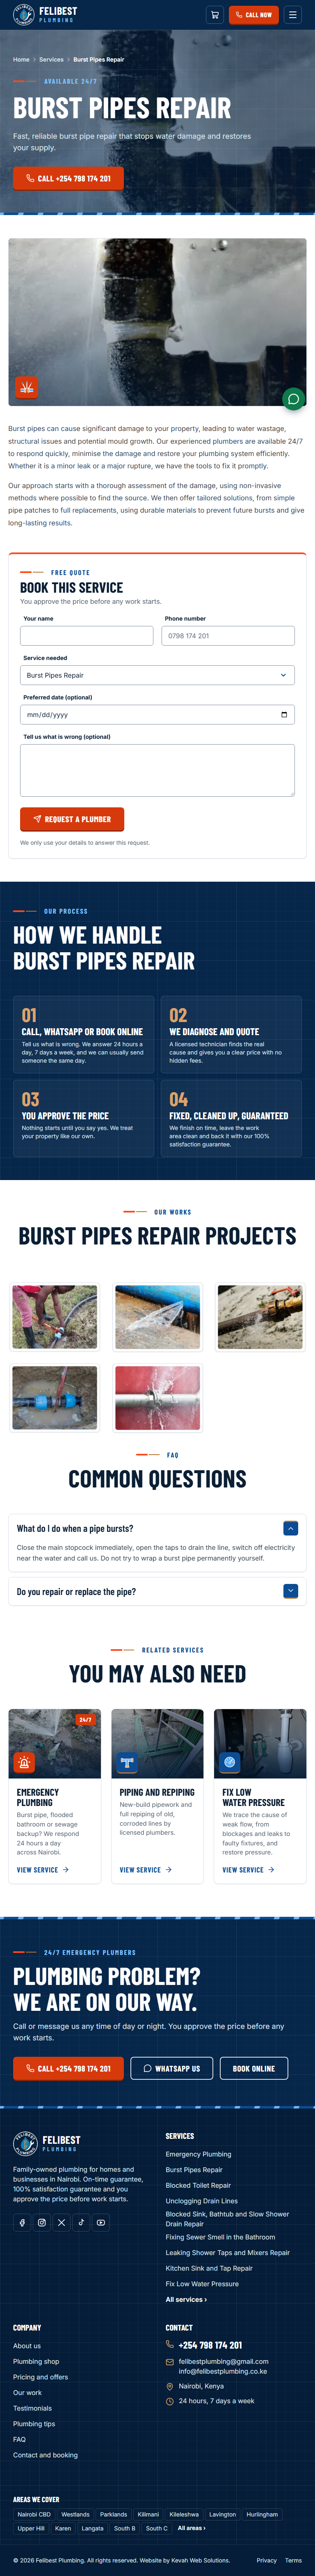 FELIBEST
PLUMBING
CALL NOW
Home > Services > Burst Pipes Repair
AVAILABLE 24/7
BURST PIPES REPAIR
Fast, reliable burst pipe repair that stops water damage and restores
your supply.
CALL +254 798 174 201
Burst pipes can cause significant damage to your property, leading to water wastage,
structural issues and potential mould growth. Our experienced plumbers are available 24/7
to respond quickly, minimise the damage and restore your plumbing system efficiently.
Whether it is a minor leak or a major rupture, we have the tools to fix it promptly.
Our approach starts with a thorough assessment of the damage, using non-invasive
methods where possible to find the source. We then offer tailored solutions, from simple
pipe patches to full replacements, using durable materials to prevent future bursts and give
long-lasting results.
FREE QUOTE
BOOK THIS SERVICE
You approve the price before any work starts.
Your name
Phone number
0798 174 201
Service needed
Burst Pipes Repair
Preferred date (optional)
mm/dd/yyyy
Tell us what is wrong (optional)
REQUEST A PLUMBER
We only use your details to answer this request.
OUR PROCESS
HOW WE HANDLE
BURST PIPES REPAIR
01
CALL, WHATSAPP OR BOOK ONLINE
Tell us what is wrong. We answer 24 hours a
day, 7 days a week, and we can usually send
someone the same day.
02
WE DIAGNOSE AND QUOTE
A licensed technician finds the real
cause and gives you a clear price with no
hidden fees.
03
YOU APPROVE THE PRICE
Nothing starts until you say yes. We treat
your property like our own.
04
FIXED, CLEANED UP, GUARANTEED
We finish on time, leave the work
area clean and back it with our 100%
satisfaction guarantee.
OUR WORKS
BURST PIPES REPAIR PROJECTS
FAQ
COMMON QUESTIONS
What do I do when a pipe bursts?
Close the main stopcock immediately, open the taps to drain the line, switch off electricity
near the water and call us. Do not try to wrap a burst pipe permanently yourself.
Do you repair or replace the pipe?
RELATED SERVICES
YOU MAY ALSO NEED
24/7
EMERGENCY
PLUMBING
Burst pipe, flooded
bathroom or sewage
backup? We respond
24 hours a day
across Nairobi.
VIEW SERVICE
PIPING AND REPIPING
New-build pipework and
full repiping of old,
corroded lines by
licensed plumbers.
VIEW SERVICE
FIX LOW
WATER PRESSURE
We trace the cause of
weak flow, from
blockages and leaks to
faulty fixtures, and
restore pressure.
VIEW SERVICE
24/7 EMERGENCY PLUMBERS
PLUMBING PROBLEM?
WE ARE ON OUR WAY.
Call or message us any time of day or night. You approve the price before any
work starts.
CALL +254 798 174 201
WHATSAPP US
BOOK ONLINE
FELIBEST
PLUMBING
Family-owned plumbing for homes and
businesses in Nairobi. On-time guarantee,
100% satisfaction guarantee and you
approve the price before work starts.
SERVICES
Emergency Plumbing
Burst Pipes Repair
Blocked Toilet Repair
Unclogging Drain Lines
Blocked Sink, Bathtub and Slow Shower
Drain Repair
Fixing Sewer Smell in the Bathroom
Leaking Shower Taps and Mixers Repair
Kitchen Sink and Tap Repair
Fix Low Water Pressure
All services ›
COMPANY
About us
Plumbing shop
Pricing and offers
Our work
Testimonials
Plumbing tips
FAQ
Contact and booking
CONTACT
+254 798 174 201
felibestplumbing@gmail.com
info@felibestplumbing.co.ke
Nairobi, Kenya
24 hours, 7 days a week
AREAS WE COVER
Nairobi CBD
Westlands
Parklands
Kilimani
Kileleshwa
Lavington
Hurlingham
Upper Hill
Karen
Langata
South B
South C
All areas ›
© 2026 Felibest Plumbing. All rights reserved. Website by Kevah Web Solutions.
Privacy
Terms